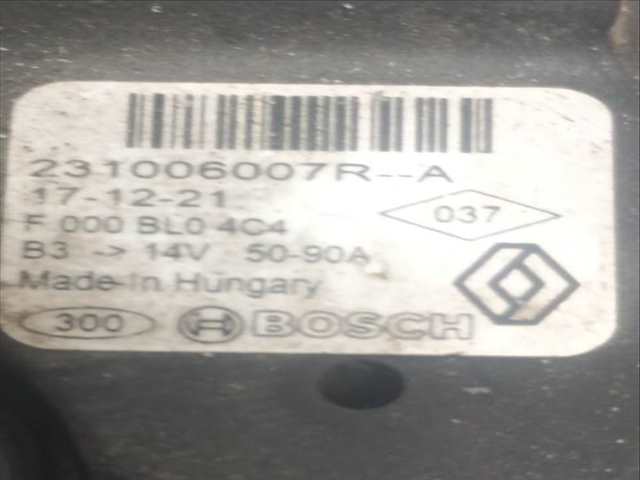 231006007R--A
17-12-21
037
F 000 BL0 4C4
B3 -> 14V 50-90A
Made in Hungary
300 BOSCH